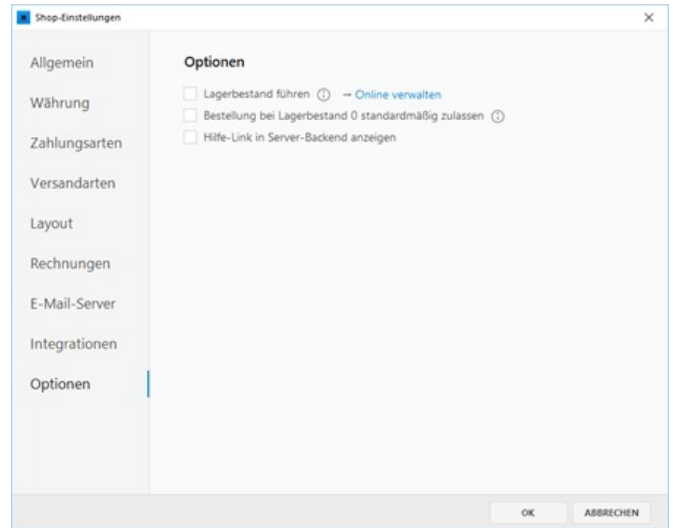 Shop-Einstellungen
Allgemein
Währung
Zahlungsarten
Versandarten
Layout
Rechnungen
E-Mail-Server
Integrationen
Optionen
Optionen
Lagerbestand führen → Online verwalten
Bestellung bei Lagerbestand 0 standardmäßig zulassen
Hilfe-Link in Server-Backend anzeigen
OK
ABBRECHEN